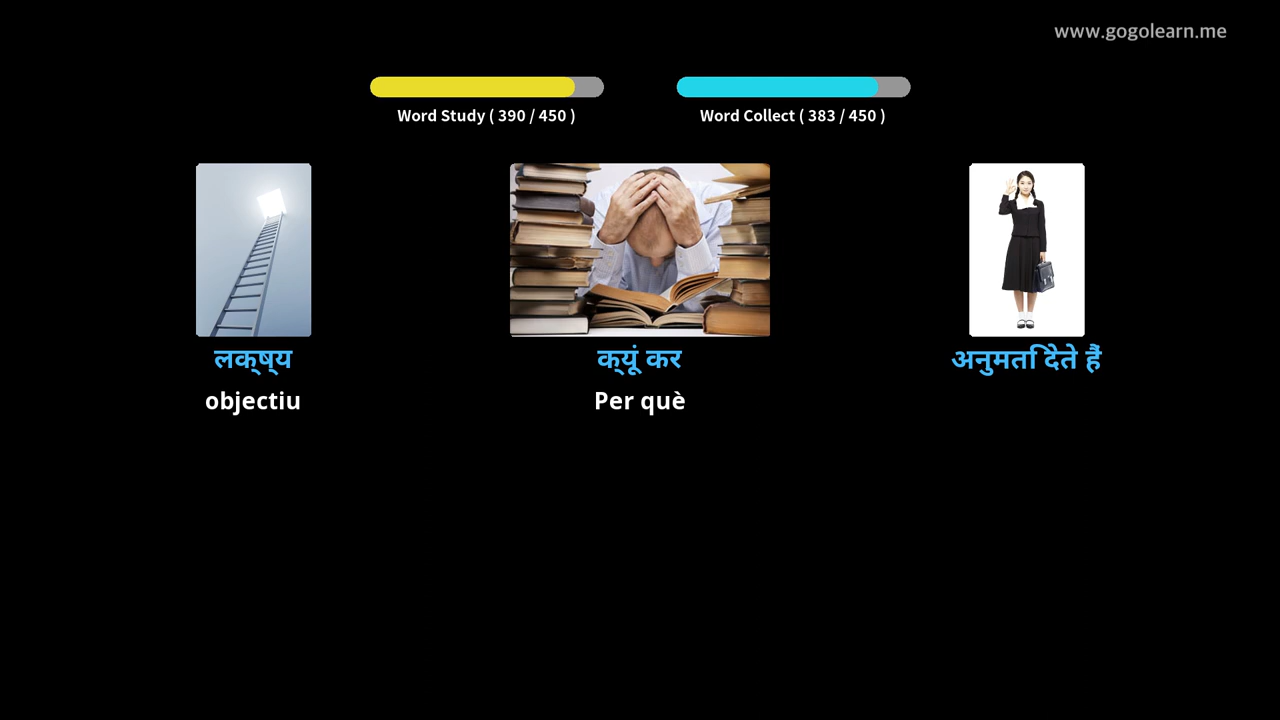 www.gogolearn.me
Word Study ( 390 / 450 )
Word Collect ( 383 / 450 )
लक्ष्य
क्यूं कर
अनुमति देते हैं
objectiu
Per què